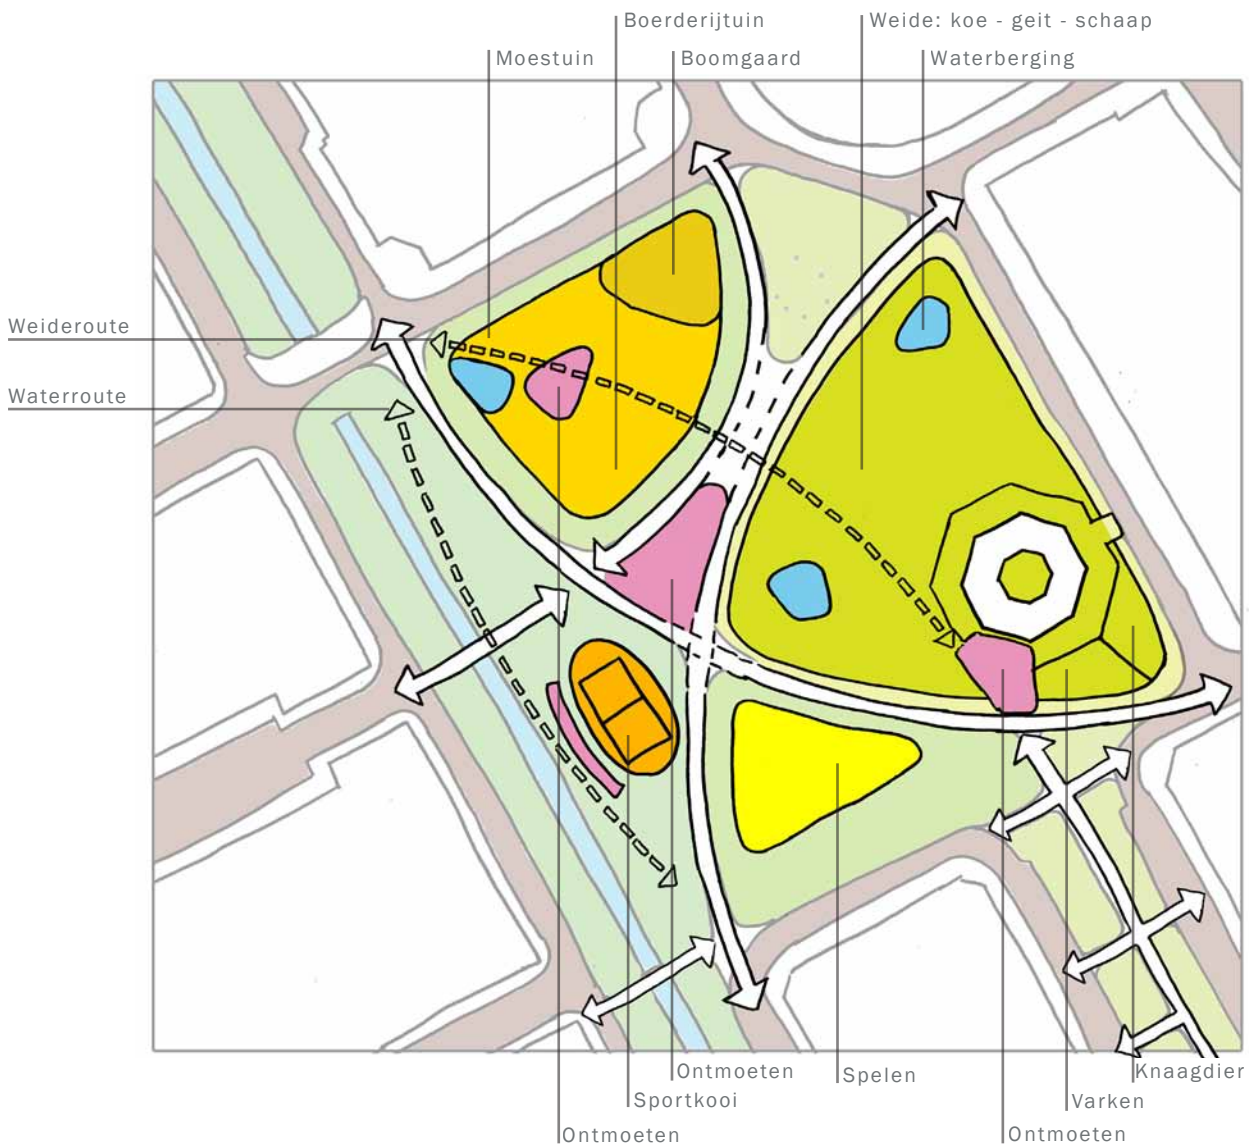 Boerderijtuin
Weide: koe - geit - schaap
Moestuin
Boomgaard
Waterberging
Weideroute
Waterroute
Ontmoeten
Spelen
Knaagdier
Sportkooi
Varken
Ontmoeten
Ontmoeten